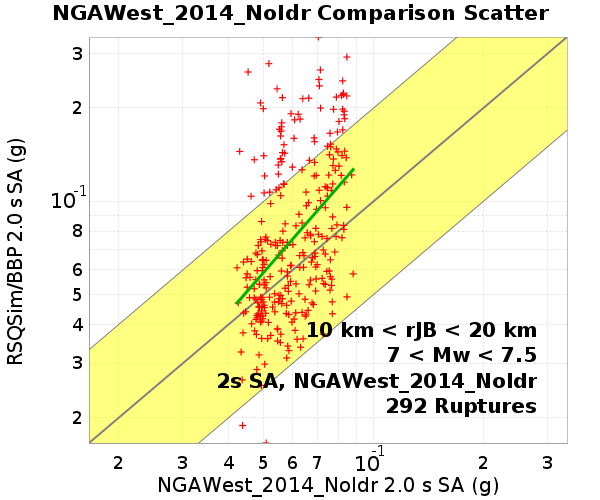 NGAWest_2014_NoIdr Comparison Scatter
RSQSim/BBP 2.0 s SA (g)
3
2
10⁻¹
8
6
5
4
3
2
10 km < rJB < 20 km
7 < Mw < 7.5
2s SA, NGAWest_2014_NoIdr
292 Ruptures
2 3 4 5 6 7 10⁻¹ 2 3
NGAWest_2014_NoIdr 2.0 s SA (g)